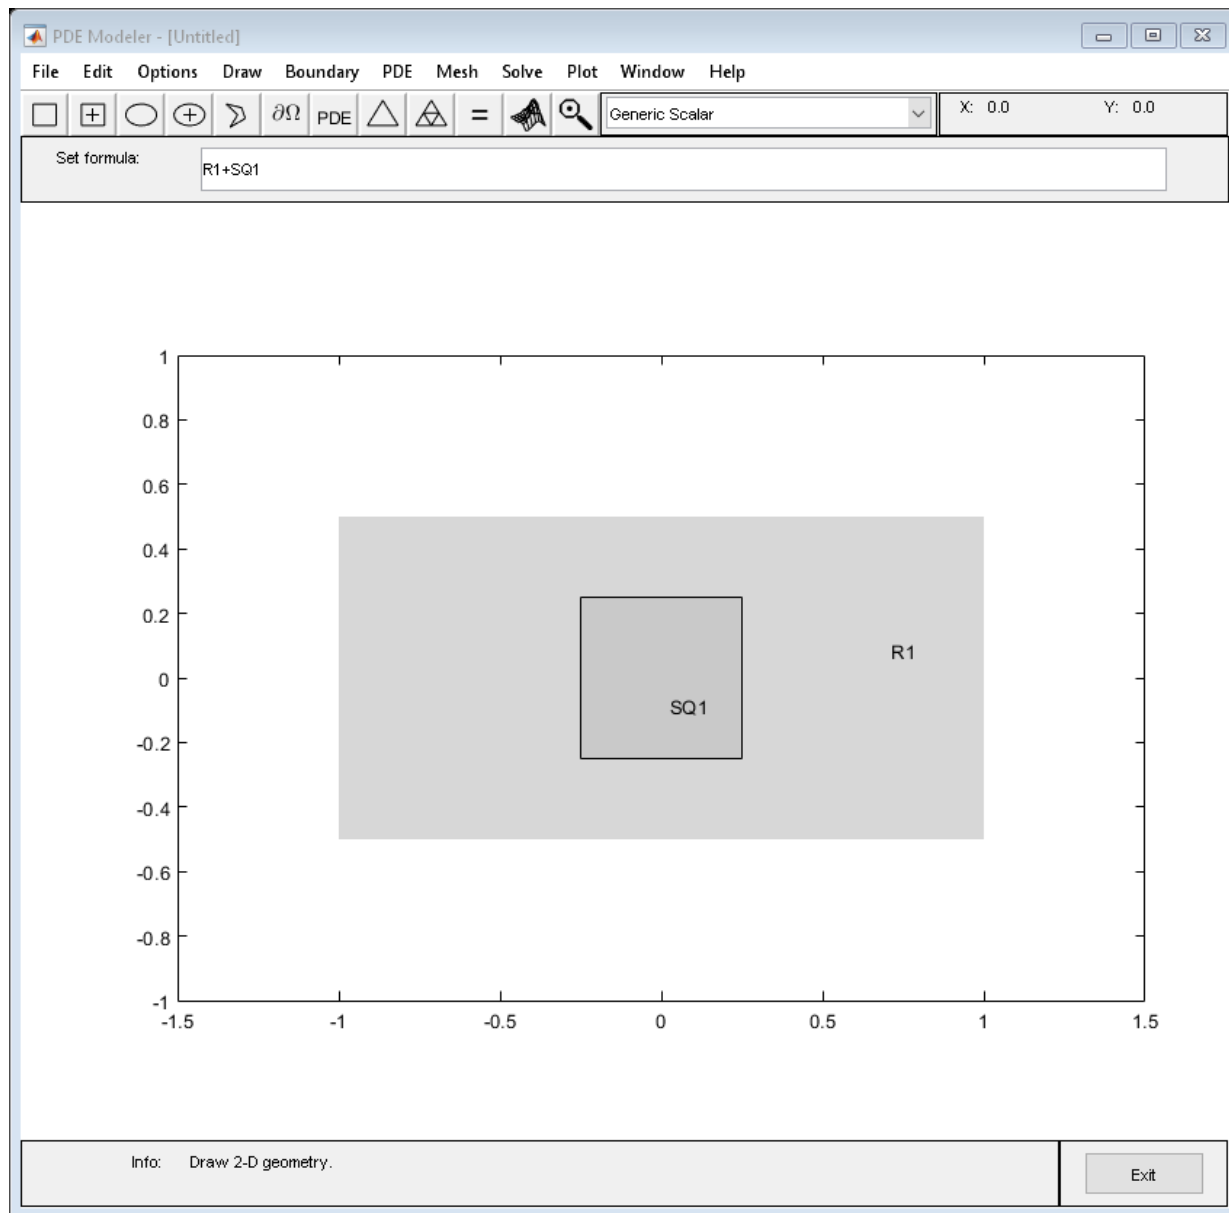 PDE Modeler - [Untitled]
File Edit Options Draw Boundary PDE Mesh Solve Plot Window Help
∂Ω PDE = Generic Scalar X: 0.0 Y: 0.0
Set formula: R1+SQ1
1
0.8
0.6
0.4
0.2
0
-0.2
-0.4
-0.6
-0.8
-1
R1
SQ1
-1.5 -1 -0.5 0 0.5 1 1.5
Info: Draw 2-D geometry.
Exit